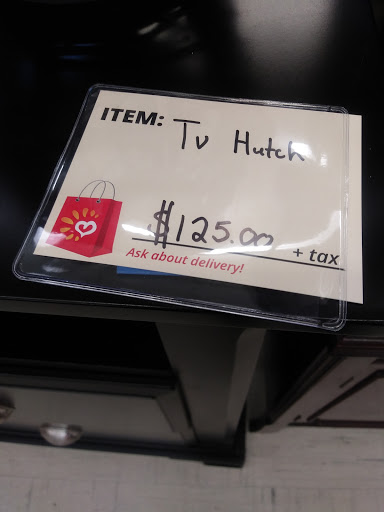 ITEM: Tv Hutch
$125.00 + tax
Ask about delivery!